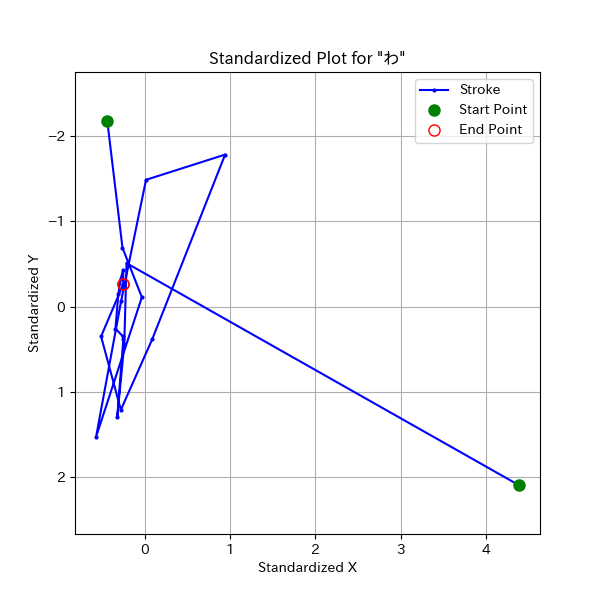 Standardized Plot for "わ"
Stroke
Start Point
End Point
−2
−1
0
1
2
Standardized Y
0 1 2 3 4
Standardized X